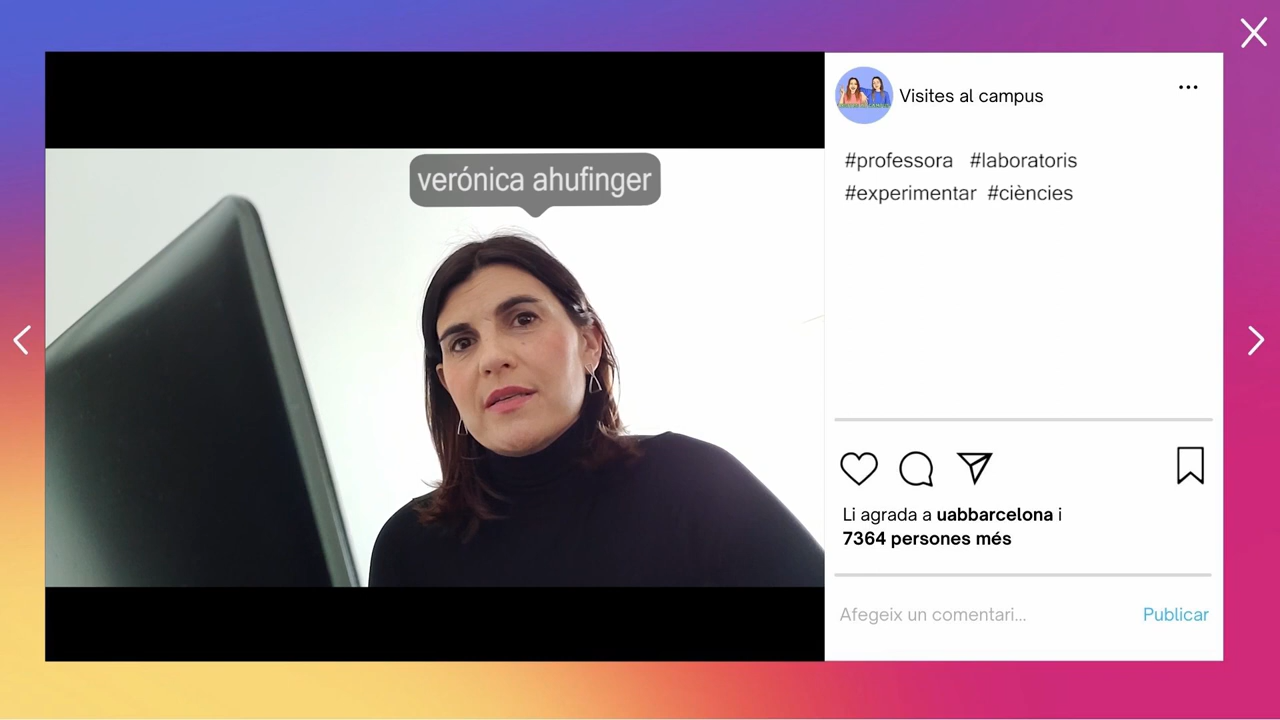 verónica ahufinger
Visites al campus
#professora #laboratoris
#experimentar #ciències
Li agrada a uabbarcelona i
7364 persones més
Afegeix un comentari...
Publicar